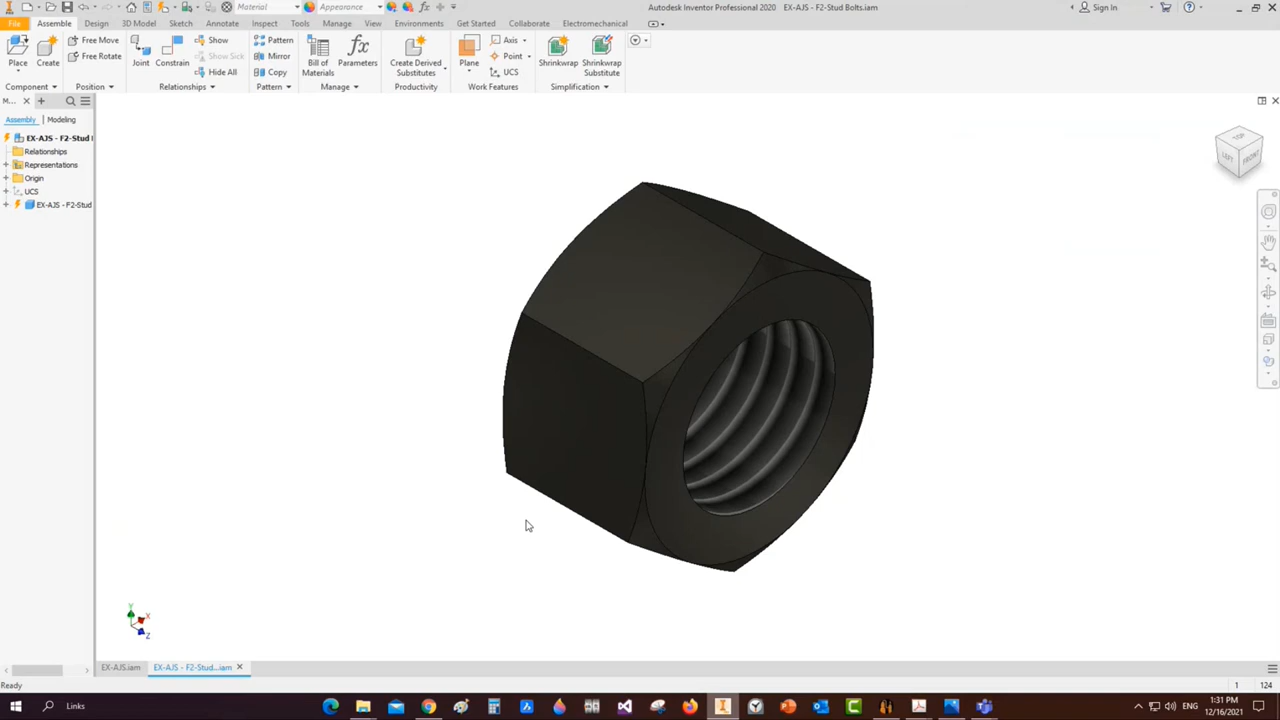 Material
Appearance
Autodesk Inventor Professional 2020 EX-AJS - F2-Stud Bolts.iam
Sign In
File Assemble Design 3D Model Sketch Annotate Inspect Tools Manage View Environments Get Started Collaborate Electromechanical
Place
Create
Free Move
Free Rotate
Joint
Constrain
Show
Show Sick
Hide All
Pattern
Mirror
Copy
Bill of
Materials
Parameters
Create Derived
Substitutes
Plane
Axis
Point
UCS
Shrinkwrap
Shrinkwrap
Substitute
Component Position Relationships Pattern Manage Productivity Work Features Simplification
M...
Assembly Modeling
EX-AJS - F2-Stud
Relationships
Representations
Origin
UCS
EX-AJS - F2-Stud
TOP
LEFT
FRONT
Y
X
Z
EX-AJS.iam EX-AJS - F2-Stud...iam
Ready
1 124
Links
1:31 PM
12/16/2021